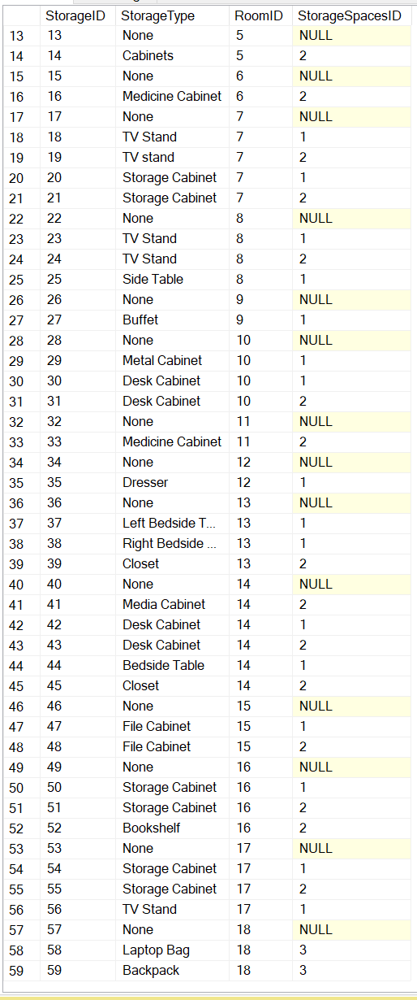 StorageID StorageType RoomID StorageSpacesID
13 13 None 5 NULL
14 14 Cabinets 5 2
15 15 None 6 NULL
16 16 Medicine Cabinet 6 2
17 17 None 7 NULL
18 18 TV Stand 7 1
19 19 TV stand 7 2
20 20 Storage Cabinet 7 1
21 21 Storage Cabinet 7 2
22 22 None 8 NULL
23 23 TV Stand 8 1
24 24 TV Stand 8 2
25 25 Side Table 8 1
26 26 None 9 NULL
27 27 Buffet 9 1
28 28 None 10 NULL
29 29 Metal Cabinet 10 1
30 30 Desk Cabinet 10 1
31 31 Desk Cabinet 10 2
32 32 None 11 NULL
33 33 Medicine Cabinet 11 2
34 34 None 12 NULL
35 35 Dresser 12 1
36 36 None 13 NULL
37 37 Left Bedside T... 13 1
38 38 Right Bedside ... 13 1
39 39 Closet 13 2
40 40 None 14 NULL
41 41 Media Cabinet 14 2
42 42 Desk Cabinet 14 1
43 43 Desk Cabinet 14 2
44 44 Bedside Table 14 1
45 45 Closet 14 2
46 46 None 15 NULL
47 47 File Cabinet 15 1
48 48 File Cabinet 15 2
49 49 None 16 NULL
50 50 Storage Cabinet 16 1
51 51 Storage Cabinet 16 2
52 52 Bookshelf 16 2
53 53 None 17 NULL
54 54 Storage Cabinet 17 1
55 55 Storage Cabinet 17 2
56 56 TV Stand 17 1
57 57 None 18 NULL
58 58 Laptop Bag 18 3
59 59 Backpack 18 3